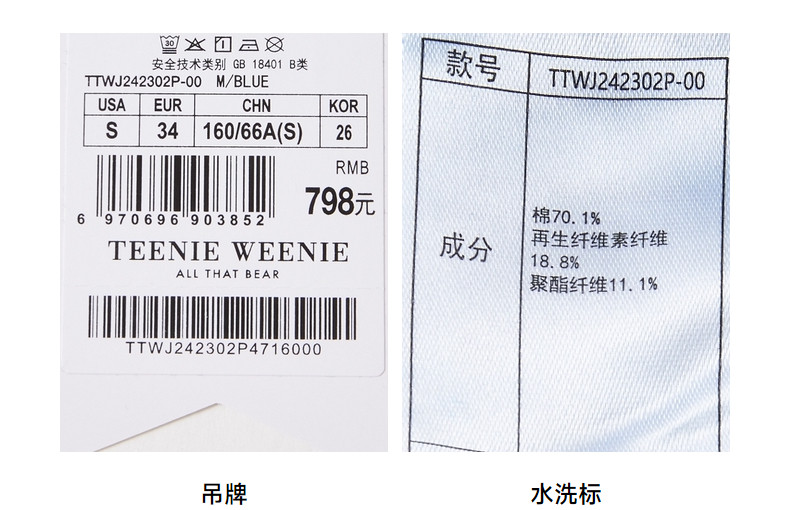 30
安全技术类别 GB 18401 B类
TTWJ242302P-00 M/BLUE
USA EUR CHN KOR
S 34 160/66A(S) 26
RMB
798元
6 970696 903852
TEENIE WEENIE
ALL THAT BEAR
TTWJ242302P4716000
吊牌
款号 TTWJ242302P-00
成分
棉70.1%
再生纤维素纤维
18.8%
聚酯纤维11.1%
水洗标